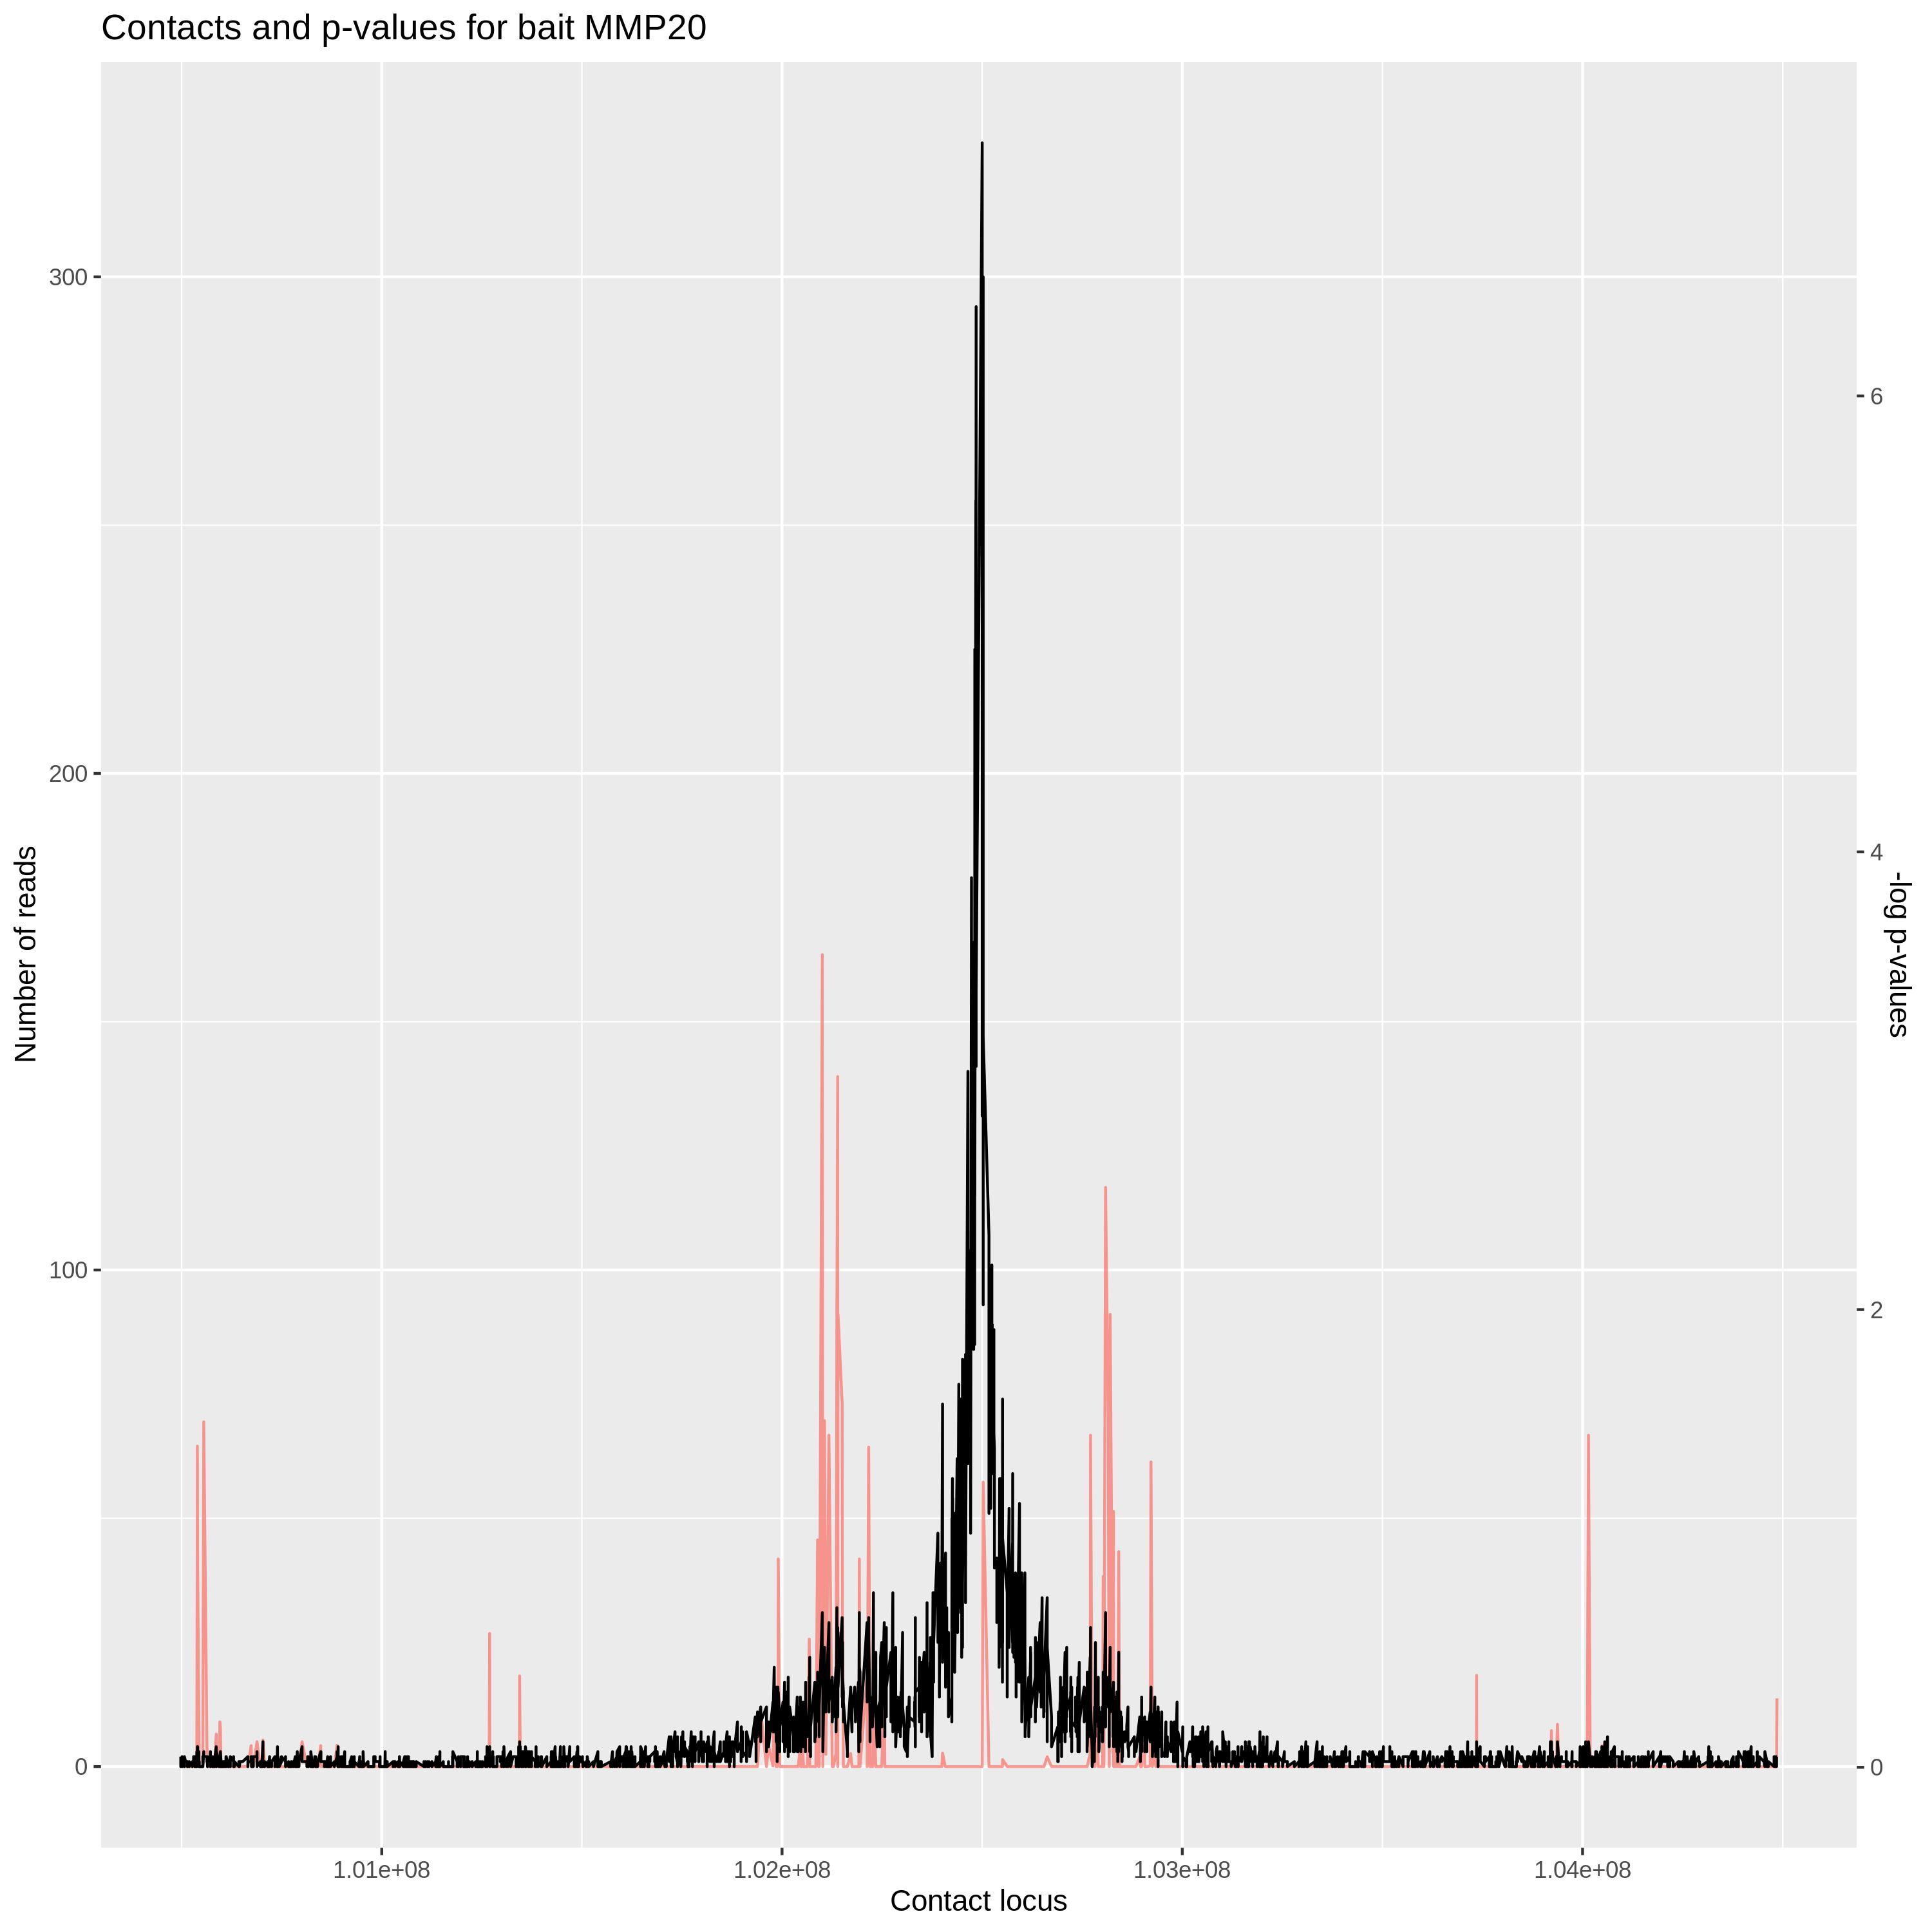 Contacts and p-values for bait MMP20
300
200
100
0
Number of reads
6
4
2
0
-log p-values
1.01e+08
1.02e+08
1.03e+08
1.04e+08
Contact locus